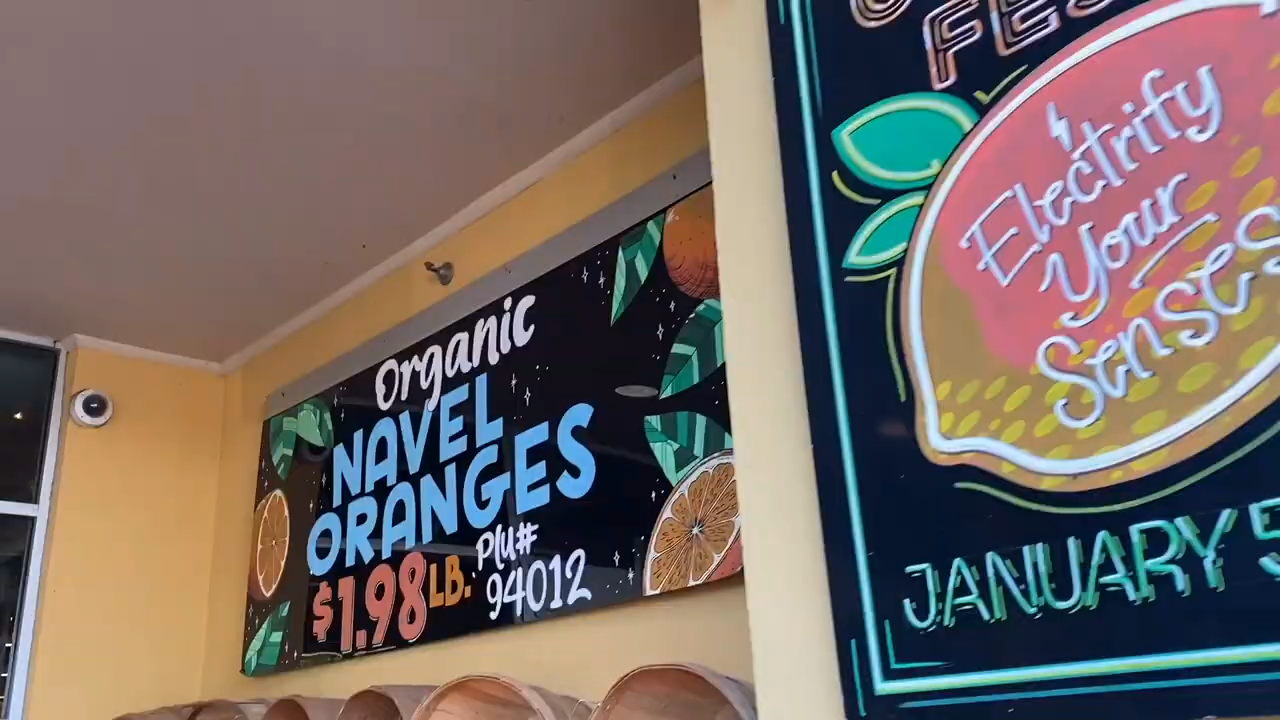 Organic
NAVEL
ORANGES
$1.98 LB.
Plu#
94012
Electrify
Your
Senses
JANUARY